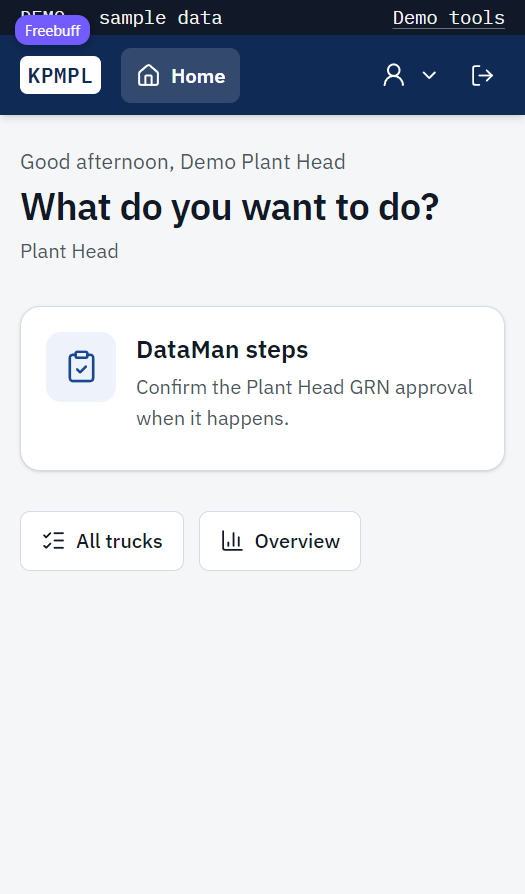 sample data
Demo tools
Freebuff
KPMPL
Home
Good afternoon, Demo Plant Head
What do you want to do?
Plant Head
DataMan steps
Confirm the Plant Head GRN approval
when it happens.
All trucks
Overview